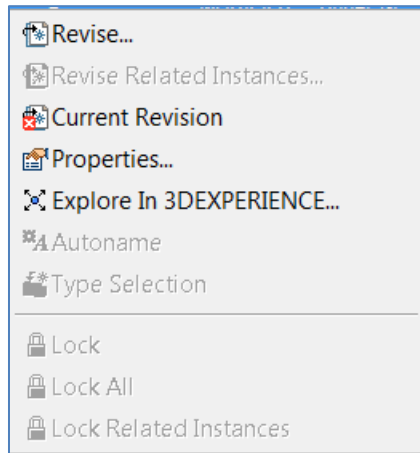 Revise...
Revise Related Instances...
Current Revision
Properties...
Explore In 3DEXPERIENCE...
Autoname
Type Selection
Lock
Lock All
Lock Related Instances